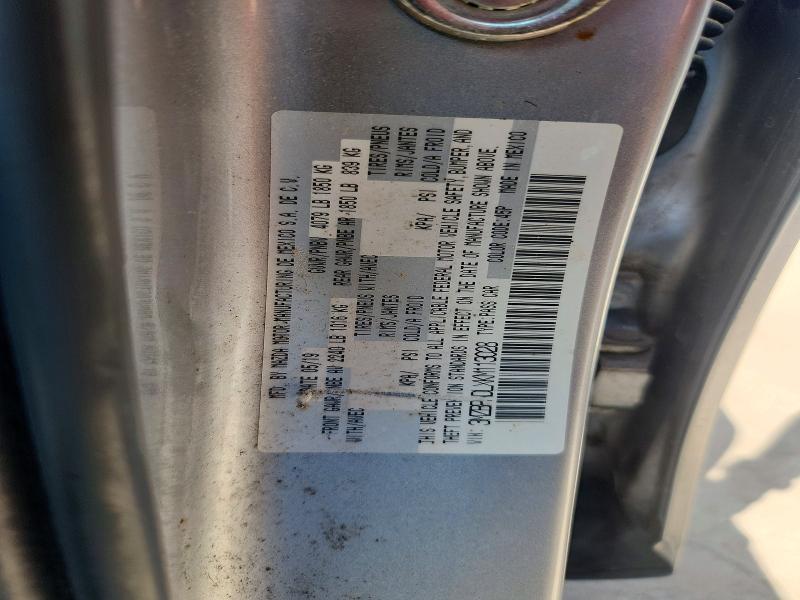 MFT. BY MAZDA MOTOR MANUFACTURING DE MEXICO S.A. DE C.V.
DATE 05/19 GVWR/PNBV 4079 LB 1850 KG
FRONT GAWR/PNBE AV 2240 LB 1016 KG REAR GAWR/PNBE AR 1850 LB 839 KG
WITH/AVEC TIRES/PNEUS WITH/AVEC TIRES/PNEUS
RIMS/JANTES RIMS/JANTES
KPA/ PSI COLD/A FROID KPA/ PSI COLD/A FROID
THIS VEHICLE CONFORMS TO ALL APPLICABLE FEDERAL MOTOR VEHICLE SAFETY, BUMPER, AND
THEFT PREVENTION STANDARDS IN EFFECT ON THE DATE OF MANUFACTURE SHOWN ABOVE.
VIN: TYPE PASS CAR COLOR CODE: 45P MADE IN MEXICO